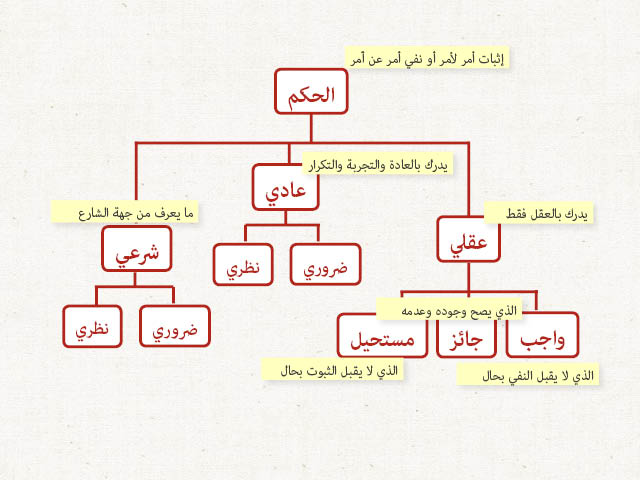 إثبات أمر لأمر أو نفي أمر عن أمر
الحكم
يدرك بالعادة والتجربة والتكرار
عادي
يدرك بالعقل فقط
ما يعرف من جهة الشارع
عقلي
شرعي
ضروري
نظري
الذي يصح وجوده وعدمه
ضروري
نظري
واجب
جائز
مستحيل
الذي لا يقبل الثبوت بحال
الذي لا يقبل النفي بحال